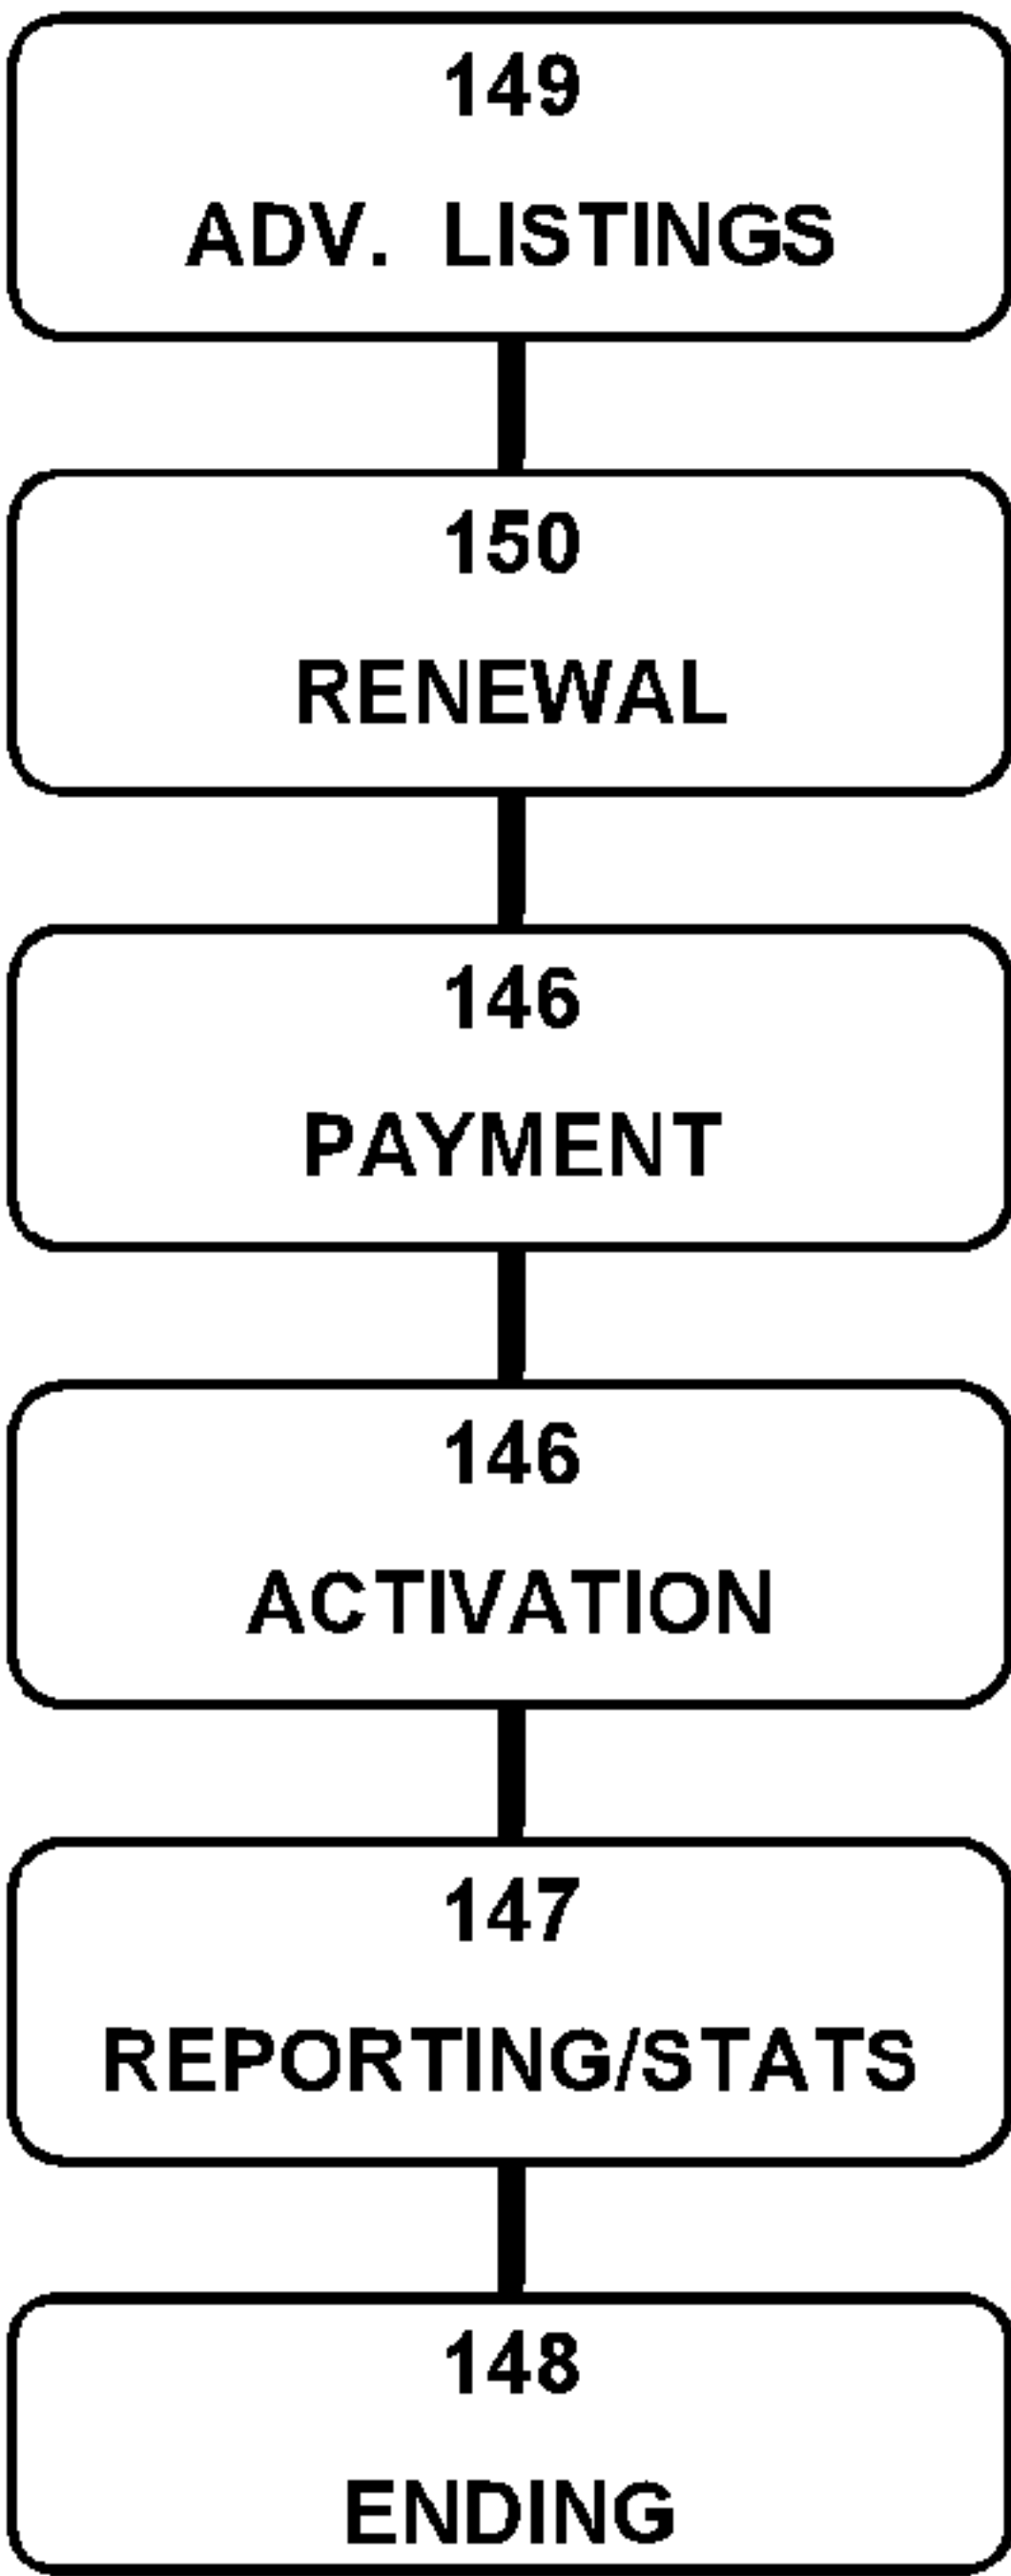 149
ADV. LISTINGS
150
RENEWAL
146
PAYMENT
146
ACTIVATION
147
REPORTING/STATS
148
ENDING